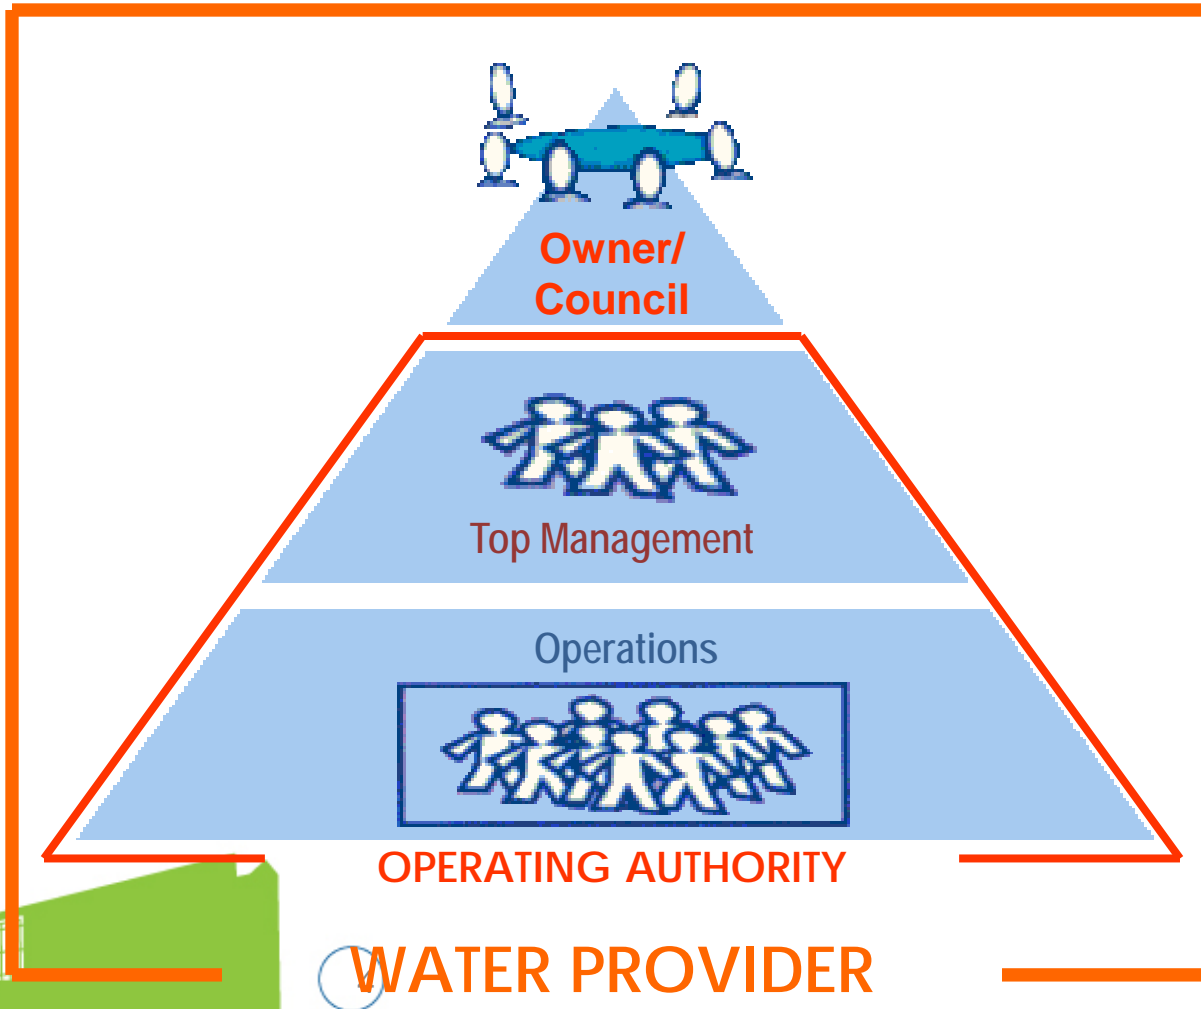 Owner/
Council
Top Management
Operations
OPERATING AUTHORITY
WATER PROVIDER